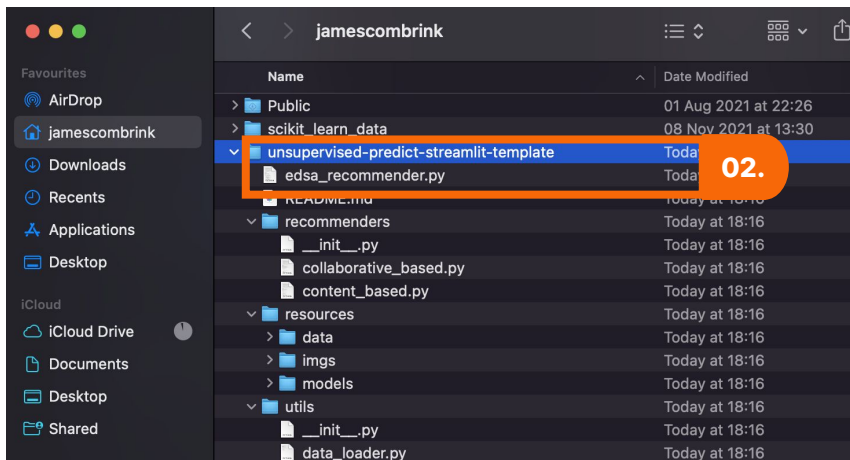 jamescombrink
Favourites
AirDrop
jamescombrink
Downloads
Recents
Applications
Desktop
iCloud
iCloud Drive
Documents
Desktop
Shared
Name Date Modified
Public 01 Aug 2021 at 22:26
scikit_learn_data 08 Nov 2021 at 13:30
unsupervised-predict-streamlit-template
edsa_recommender.py
02.
README.md Today at 18:16
recommenders Today at 18:16
__init__.py Today at 18:16
collaborative_based.py Today at 18:16
content_based.py Today at 18:16
resources Today at 18:16
data Today at 18:16
imgs Today at 18:16
models Today at 18:16
utils Today at 18:16
__init__.py Today at 18:16
data_loader.py Today at 18:16